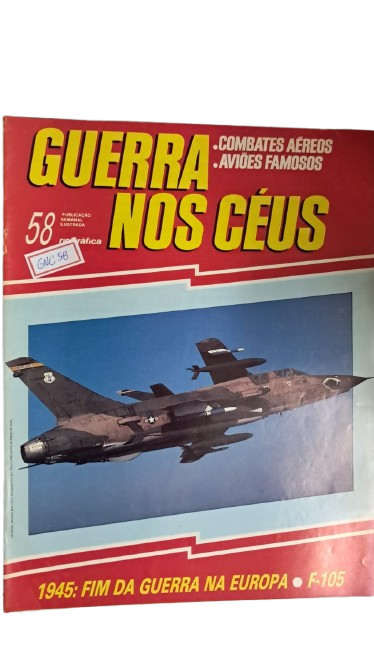 GUERRA
.COMBATES AÉREOS
.AVIÕES FAMOSOS
NOS CÉUS
58
PUBLICAÇÃO
SEMANAL
ILUSTRADA
GNC 58
1945: FIM DA GUERRA NA EUROPA • F-105